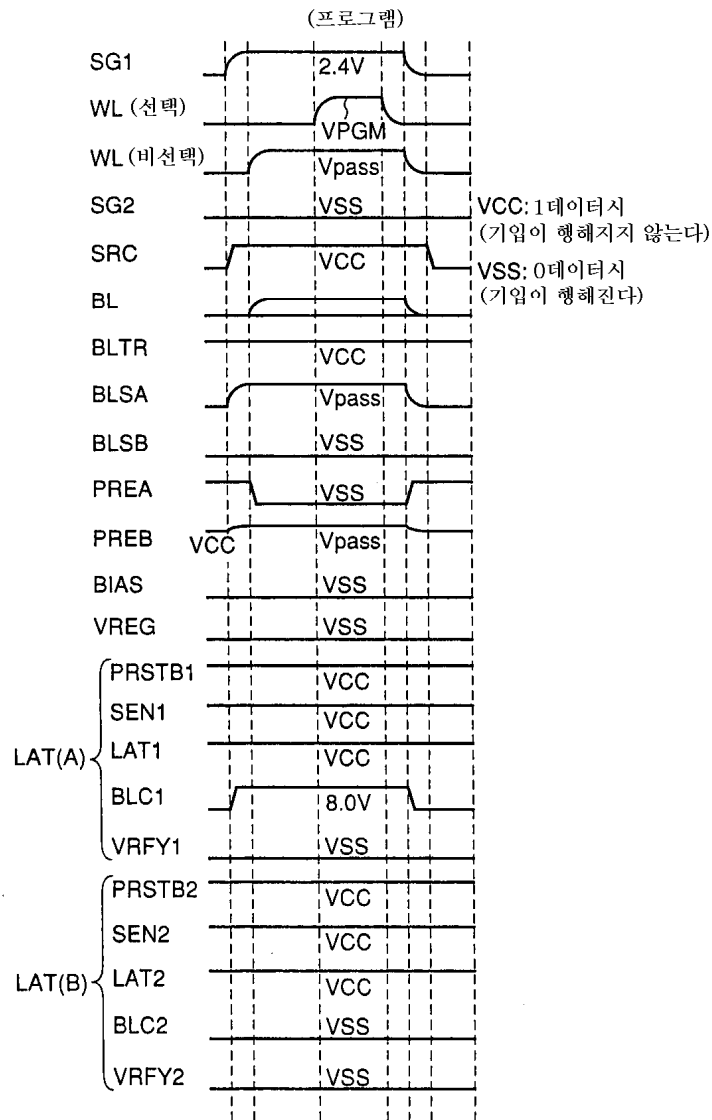 (프로그램)
SG1 2.4V
WL (선택) VPGM
WL (비선택) Vpass
SG2 VSS VCC: 1데이터시
(기입이 행해지지 않는다)
SRC VCC VSS: 0데이터시
BL (기입이 행해진다)
BLTR VCC
BLSA Vpass
BLSB VSS
PREA VSS
PREB VCC Vpass
BIAS VSS
VREG VSS
PRSTB1 VCC
SEN1 VCC
LAT(A) LAT1 VCC
BLC1 8.0V
VRFY1 VSS
PRSTB2 VCC
SEN2 VCC
LAT(B) LAT2 VCC
BLC2 VSS
VRFY2 VSS